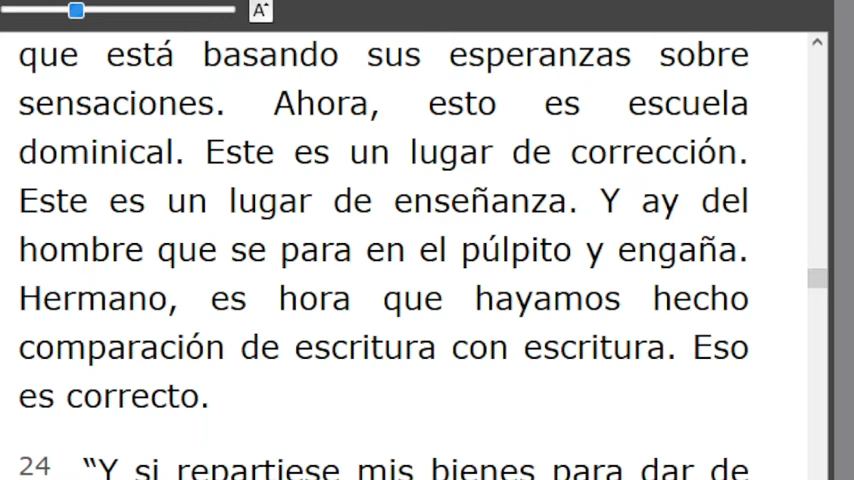 A
que está basando sus esperanzas sobre
sensaciones. Ahora, esto es escuela
dominical. Este es un lugar de corrección.
Este es un lugar de enseñanza. Y ay del
hombre que se para en el púlpito y engaña.
Hermano, es hora que hayamos hecho
comparación de escritura con escritura. Eso
es correcto.
24 “Y si repartiese mis bienes para dar de